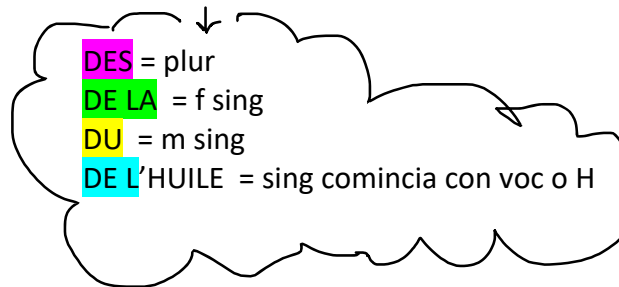 DES = plur
DE LA = f sing
DU = m sing
DE L'HUILE = sing comincia con voc o H